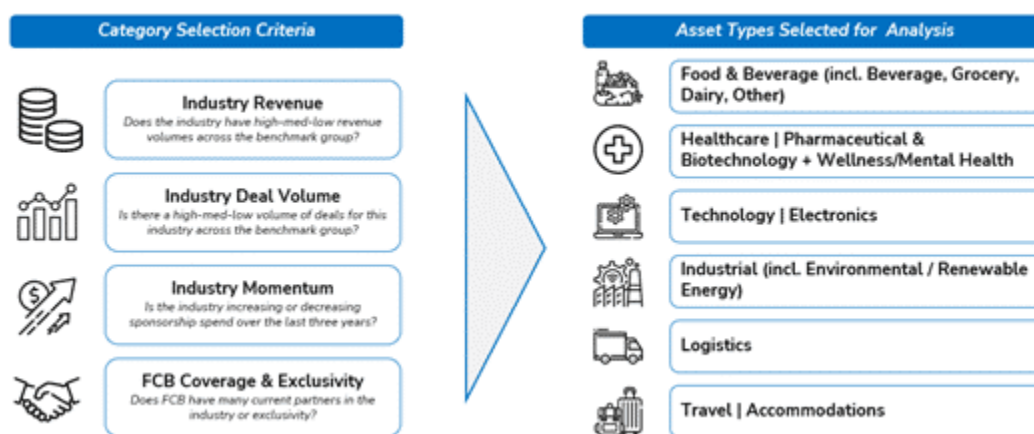 Category Selection Criteria
Industry Revenue
Does the industry have high-med-low revenue
volumes across the benchmark group?
Industry Deal Volume
Is there a high-med-low volume of deals for this
industry across the benchmark group?
Industry Momentum
Is the industry increasing or decreasing
sponsorship spend over the last three years?
FCB Coverage & Exclusivity
Does FCB have many current partners in the
industry or exclusivity?
Asset Types Selected for Analysis
Food & Beverage (incl. Beverage, Grocery,
Dairy, Other)
Healthcare | Pharmaceutical &
Biotechnology + Wellness/Mental Health
Technology | Electronics
Industrial (incl. Environmental / Renewable
Energy)
Logistics
Travel | Accommodations